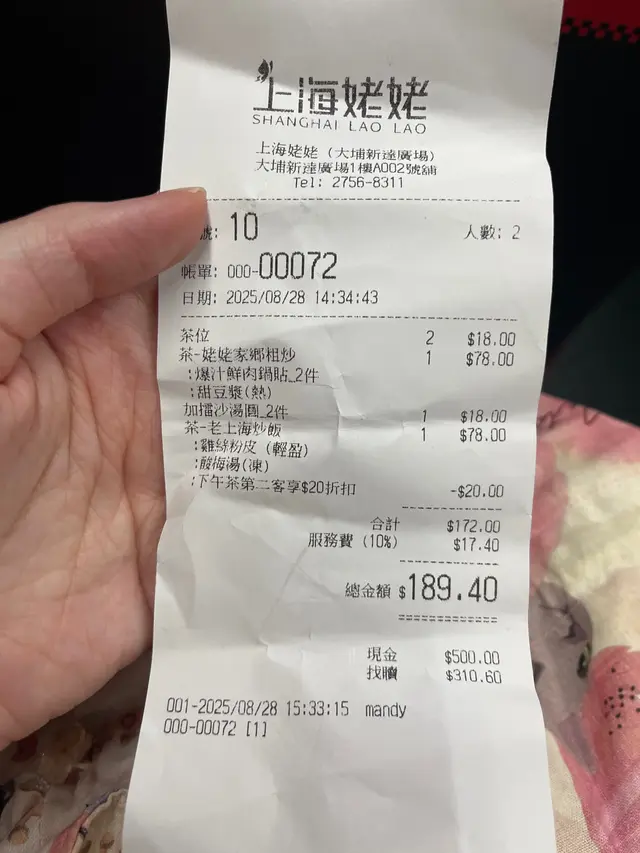 上海姥姥
SHANGHAI LAO LAO
上海姥姥 (大埔新達廣場)
大埔新達廣場1樓A002號舖
Tel: 2756-8311
號: 10 人數: 2
帳單: 000-00072
日期: 2025/08/28 14:34:43
茶位 2 $18.00
茶-姥姥家鄉粗炒 1 $78.00
:爆汁鮮肉鍋貼_2件
:甜豆漿(熱)
加擂沙湯圓_2件 1 $18.00
茶-老上海炒飯 1 $78.00
:雞絲粉皮 (輕盈)
:酸梅湯(凍)
:下午茶第二客享$20折扣 -$20.00
合計 $172.00
服務費 (10%) $17.40
總金額 $189.40
現金 $500.00
找贖 $310.60
001-2025/08/28 15:33:15 mandy
000-00072 [1]